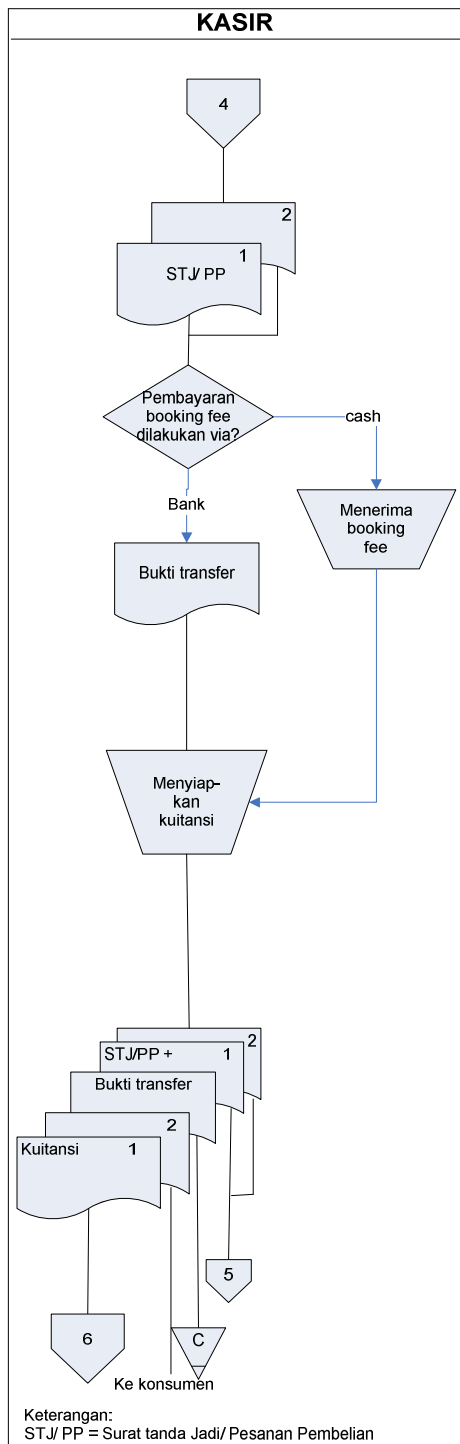 KASIR
4
2
1
STJ/ PP
Pembayaran
booking fee
dilakukan via?
cash
Bank
Menerima
booking
fee
Bukti transfer
Menyiap-
kan
kuitansi
2
STJ/PP + 1
Bukti transfer
2
Kuitansi 1
5
6
C
Ke konsumen
Keterangan:
STJ/ PP = Surat tanda Jadi/ Pesanan Pembelian